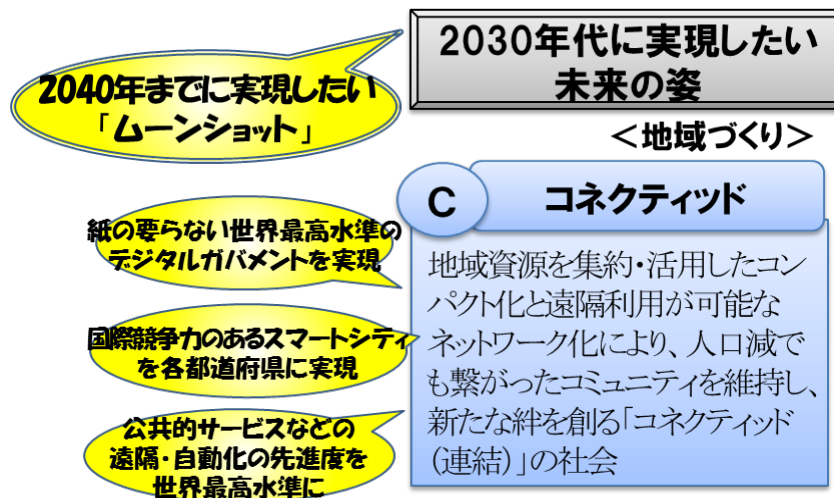 2040年までに実現したい
「ムーンショット」
2030年代に実現したい
未来の姿
＜地域づくり＞
C
コネクティッド
紙の要らない世界最高水準の
デジタルガバメントを実現
国際競争力のあるスマートシティ
を各都道府県に実現
公共的サービスなどの
遠隔・自動化の先進度を
世界最高水準に
地域資源を集約・活用したコン
パクト化と遠隔利用が可能な
ネットワーク化により、人口減で
も繋がったコミュニティを維持し、
新たな絆を創る「コネクティッド
（連結）」の社会